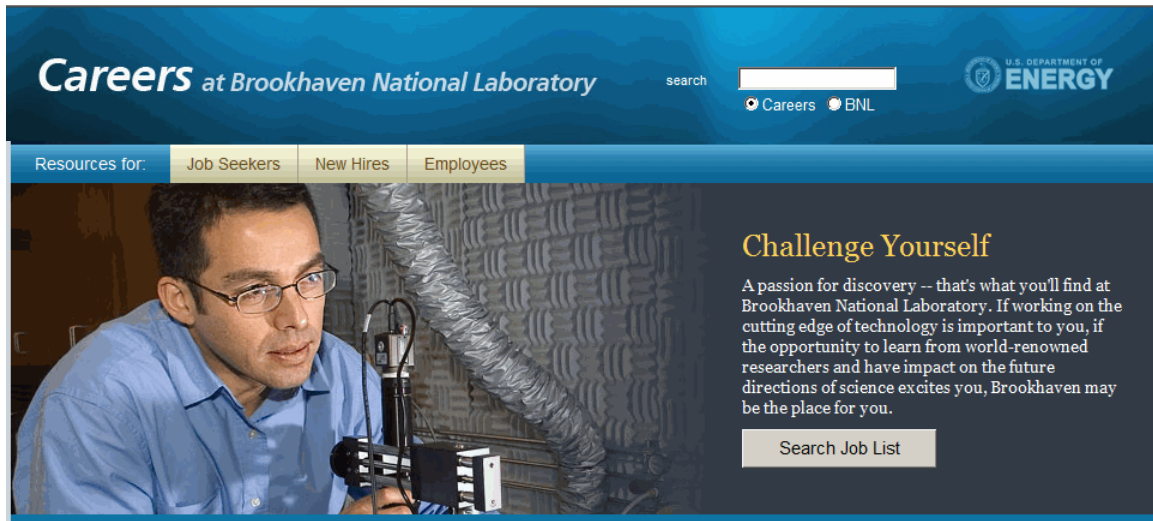 Careers at Brookhaven National Laboratory
search
Careers BNL
U.S. DEPARTMENT OF
ENERGY
Resources for: Job Seekers New Hires Employees
Challenge Yourself
A passion for discovery -- that's what you'll find at
Brookhaven National Laboratory. If working on the
cutting edge of technology is important to you, if
the opportunity to learn from world-renowned
researchers and have impact on the future
directions of science excites you, Brookhaven may
be the place for you.
Search Job List